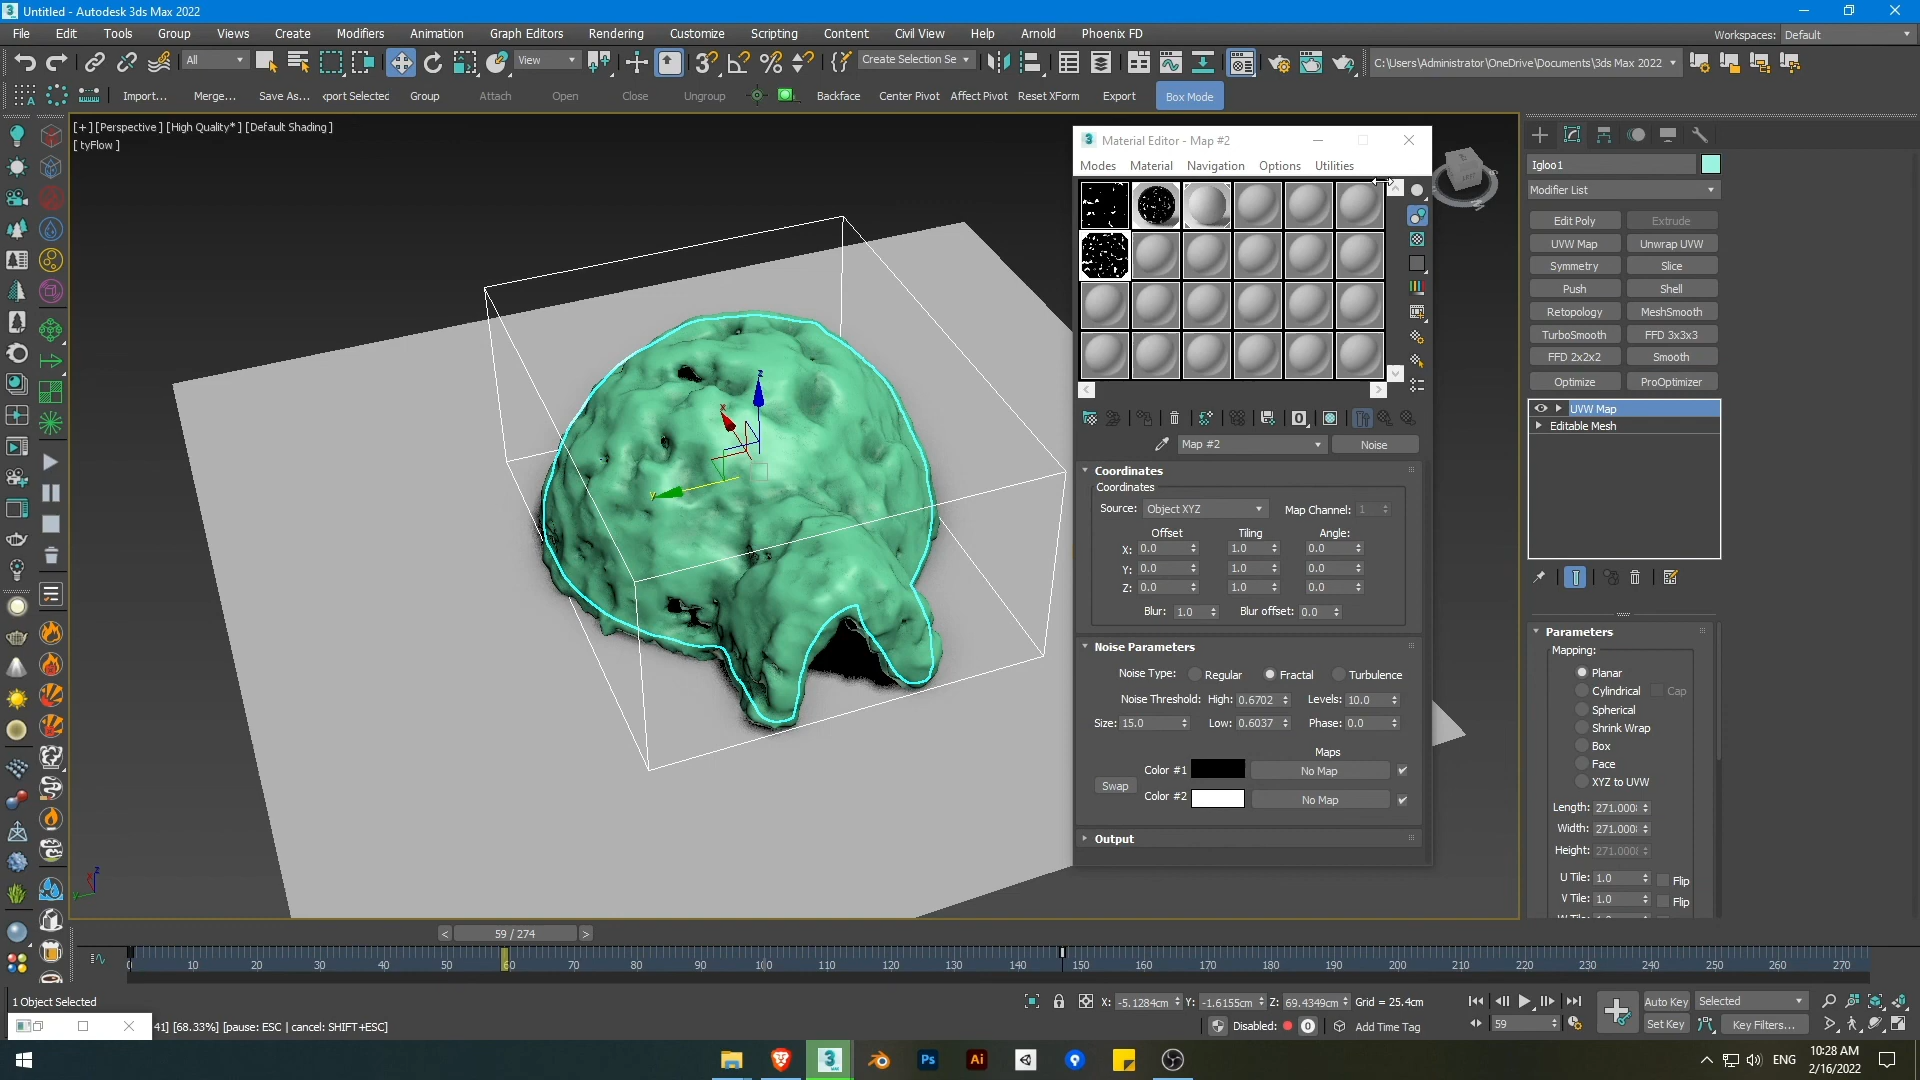 Untitled - Autodesk 3ds Max 2022
File Edit Tools Group Views Create Modifiers Animation Graph Editors Rendering Customize Scripting Content Civil View Help Arnold Phoenix FD
Workspaces: Default
All View Create Selection Se C:\Users\Administrator\OneDrive\Documents\3ds Max 2022
Import... Merge... Save As... xport Selected Group Attach Open Close Ungroup Backface Center Pivot Affect Pivot Reset XForm Export Box Mode
[+] [Perspective ] [High Quality* ] [Default Shading ]
[ tyFlow ]
Material Editor - Map #2
Modes Material Navigation Options Utilities
Map #2 Noise
Coordinates
Coordinates
Source: Object XYZ Map Channel: 1
Offset Tiling Angle:
X: 0.0 1.0 0.0
Y: 0.0 1.0 0.0
Z: 0.0 1.0 0.0
Blur: 1.0 Blur offset: 0.0
Noise Parameters
Noise Type: Regular Fractal Turbulence
Noise Threshold: High: 0.6702 Levels: 10.0
Size: 15.0 Low: 0.6037 Phase: 0.0
Maps
Color #1 No Map
Swap
Color #2 No Map
Output
Igloo1
Modifier List
Edit Poly Extrude
UVW Map Unwrap UVW
Symmetry Slice
Push Shell
Retopology MeshSmooth
TurboSmooth FFD 3x3x3
FFD 2x2x2 Smooth
Optimize ProOptimizer
UVW Map
Editable Mesh
Parameters
Mapping:
Planar
Cylindrical Cap
Spherical
Shrink Wrap
Box
Face
XYZ to UVW
Length: 271.000
Width: 271.000
Height: 271.000
U Tile: 1.0 Flip
V Tile: 1.0 Flip
z
x
y
z
x
y
< 59 / 274 >
0 10 20 30 40 50 60 70 80 90 100 110 120 130 140 150 160 170 180 190 200 210 220 230 240 250 260 270
1 Object Selected
X: -5.1284cm Y: -1.6155cm Z: 69.4349cm Grid = 25.4cm
Auto Key Selected
41] [68.33%] [pause: ESC | cancel: SHIFT+ESC]
Disabled: 0 Add Time Tag
59
Set Key Key Filters...
3 MAX Ps Ai
ENG
10:28 AM
2/16/2022